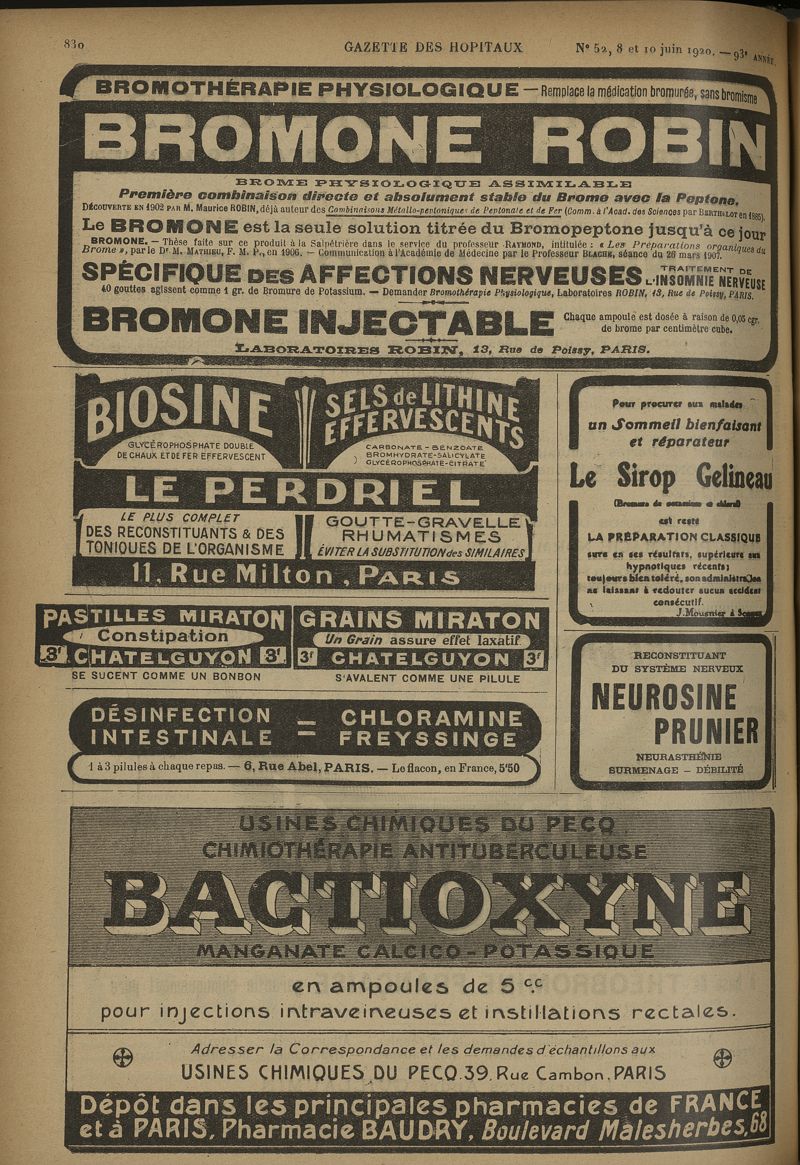 830
GAZETTE DES HOPITAUX
N° 52, 8 et 10 juin 1920. — 93e ANNÉE.
BROMOTHÉRAPIE PHYSIOLOGIQUE — Remplace la médication bromurée, sans bromisme
BROMONE ROBIN
BROME PHYSIOLOGIQUE ASSIMILABLE
Première combinaison directe et absolument stable du Brome avec la Peptone,
DÉCOUVERTE EN 1902 PAR M. Maurice ROBIN, déjà auteur des Combinaisons Métallo-peptoniques de Peptonate et de Fer (Comm. à l'Acad. des Sciences par BERTHELOT en 1885).
Le BROMONE est la seule solution titrée du Bromopeptone jusqu'à ce jour
BROMONE. — Thèse faite sur ce produit à la Salpêtrière dans le service du professeur RAYMOND, intitulée : « Les Préparations organiques du
Brome », par le Dr M. MATHIEU, F. M. P., en 1906. — Communication à l'Académie de Médecine par le Professeur BLACHE, séance du 26 mars 1907.
SPÉCIFIQUE DES AFFECTIONS NERVEUSES TRAITEMENT DE
L'INSOMNIE NERVEUSE
40 gouttes agissent comme 1 gr. de Bromure de Potassium. — Demander Bromothérapie Physiologique, Laboratoires ROBIN, 13, Rue de Poissy, PARIS.
BROMONE INJECTABLE
Chaque ampoule est dosée à raison de 0,05 cgr.
de brome par centimètre cube.
LABORATOIRES ROBIN, 13, Rue de Poissy, PARIS.
BIOSINE
GLYCÉROPHOSPHATE DOUBLE
DE CHAUX ET DE FER EFFERVESCENT
SELS de LITHINE
EFFERVESCENTS
CARBONATE - BENZOATE
BROMHYDRATE-SALICYLATE
GLYCÉROPHOSPHATE-CITRATE
LE PERDRIEL
LE PLUS COMPLET
DES RECONSTITUANTS & DES
TONIQUES DE L'ORGANISME
GOUTTE-GRAVELLE
RHUMATISMES
ÉVITER LA SUBSTITUTION des SIMILAIRES
11, Rue Milton, PARIS
Pour procurer aux malades
un Sommeil bienfaisant
et réparateur
Le Sirop Gelineau
(Bromure de potassium et chloral)
est resté
LA PRÉPARATION CLASSIQUE
sure en ses résultats, supérieure aux
hypnotiques récents;
toujours bien toléré, son administration
ne laissant à redouter aucun accident
consécutif.
J. Mousnier à Sceaux
PASTILLES MIRATON
Constipation
3f CHATELGUYON 3f
SE SUCENT COMME UN BONBON
GRAINS MIRATON
Un Grain assure effet laxatif
3f CHATELGUYON 3f
S'AVALENT COMME UNE PILULE
DÉSINFECTION
INTESTINALE
=
CHLORAMINE
FREYSSINGE
1 à 3 pilules à chaque repas. — 6, Rue Abel, PARIS. — Le flacon, en France, 5'50
RECONSTITUANT
DU SYSTÈME NERVEUX
NEUROSINE
PRUNIER
NEURASTHÉNIE
SURMENAGE - DÉBILITÉ
USINES CHIMIQUES DU PECQ
CHIMIOTHÉRAPIE ANTITUBERCULEUSE
BACTIOXYNE
MANGANATE CALCICO - POTASSIQUE
en ampoules de 5 c.c
pour injections intraveineuses et instillations rectales.
Adresser la Correspondance et les demandes d'échantillons aux
USINES CHIMIQUES DU PECQ. 39, Rue Cambon, PARIS
Dépôt dans les principales pharmacies de FRANCE
et à PARIS, Pharmacie BAUDRY, Boulevard Malesherbes, 68